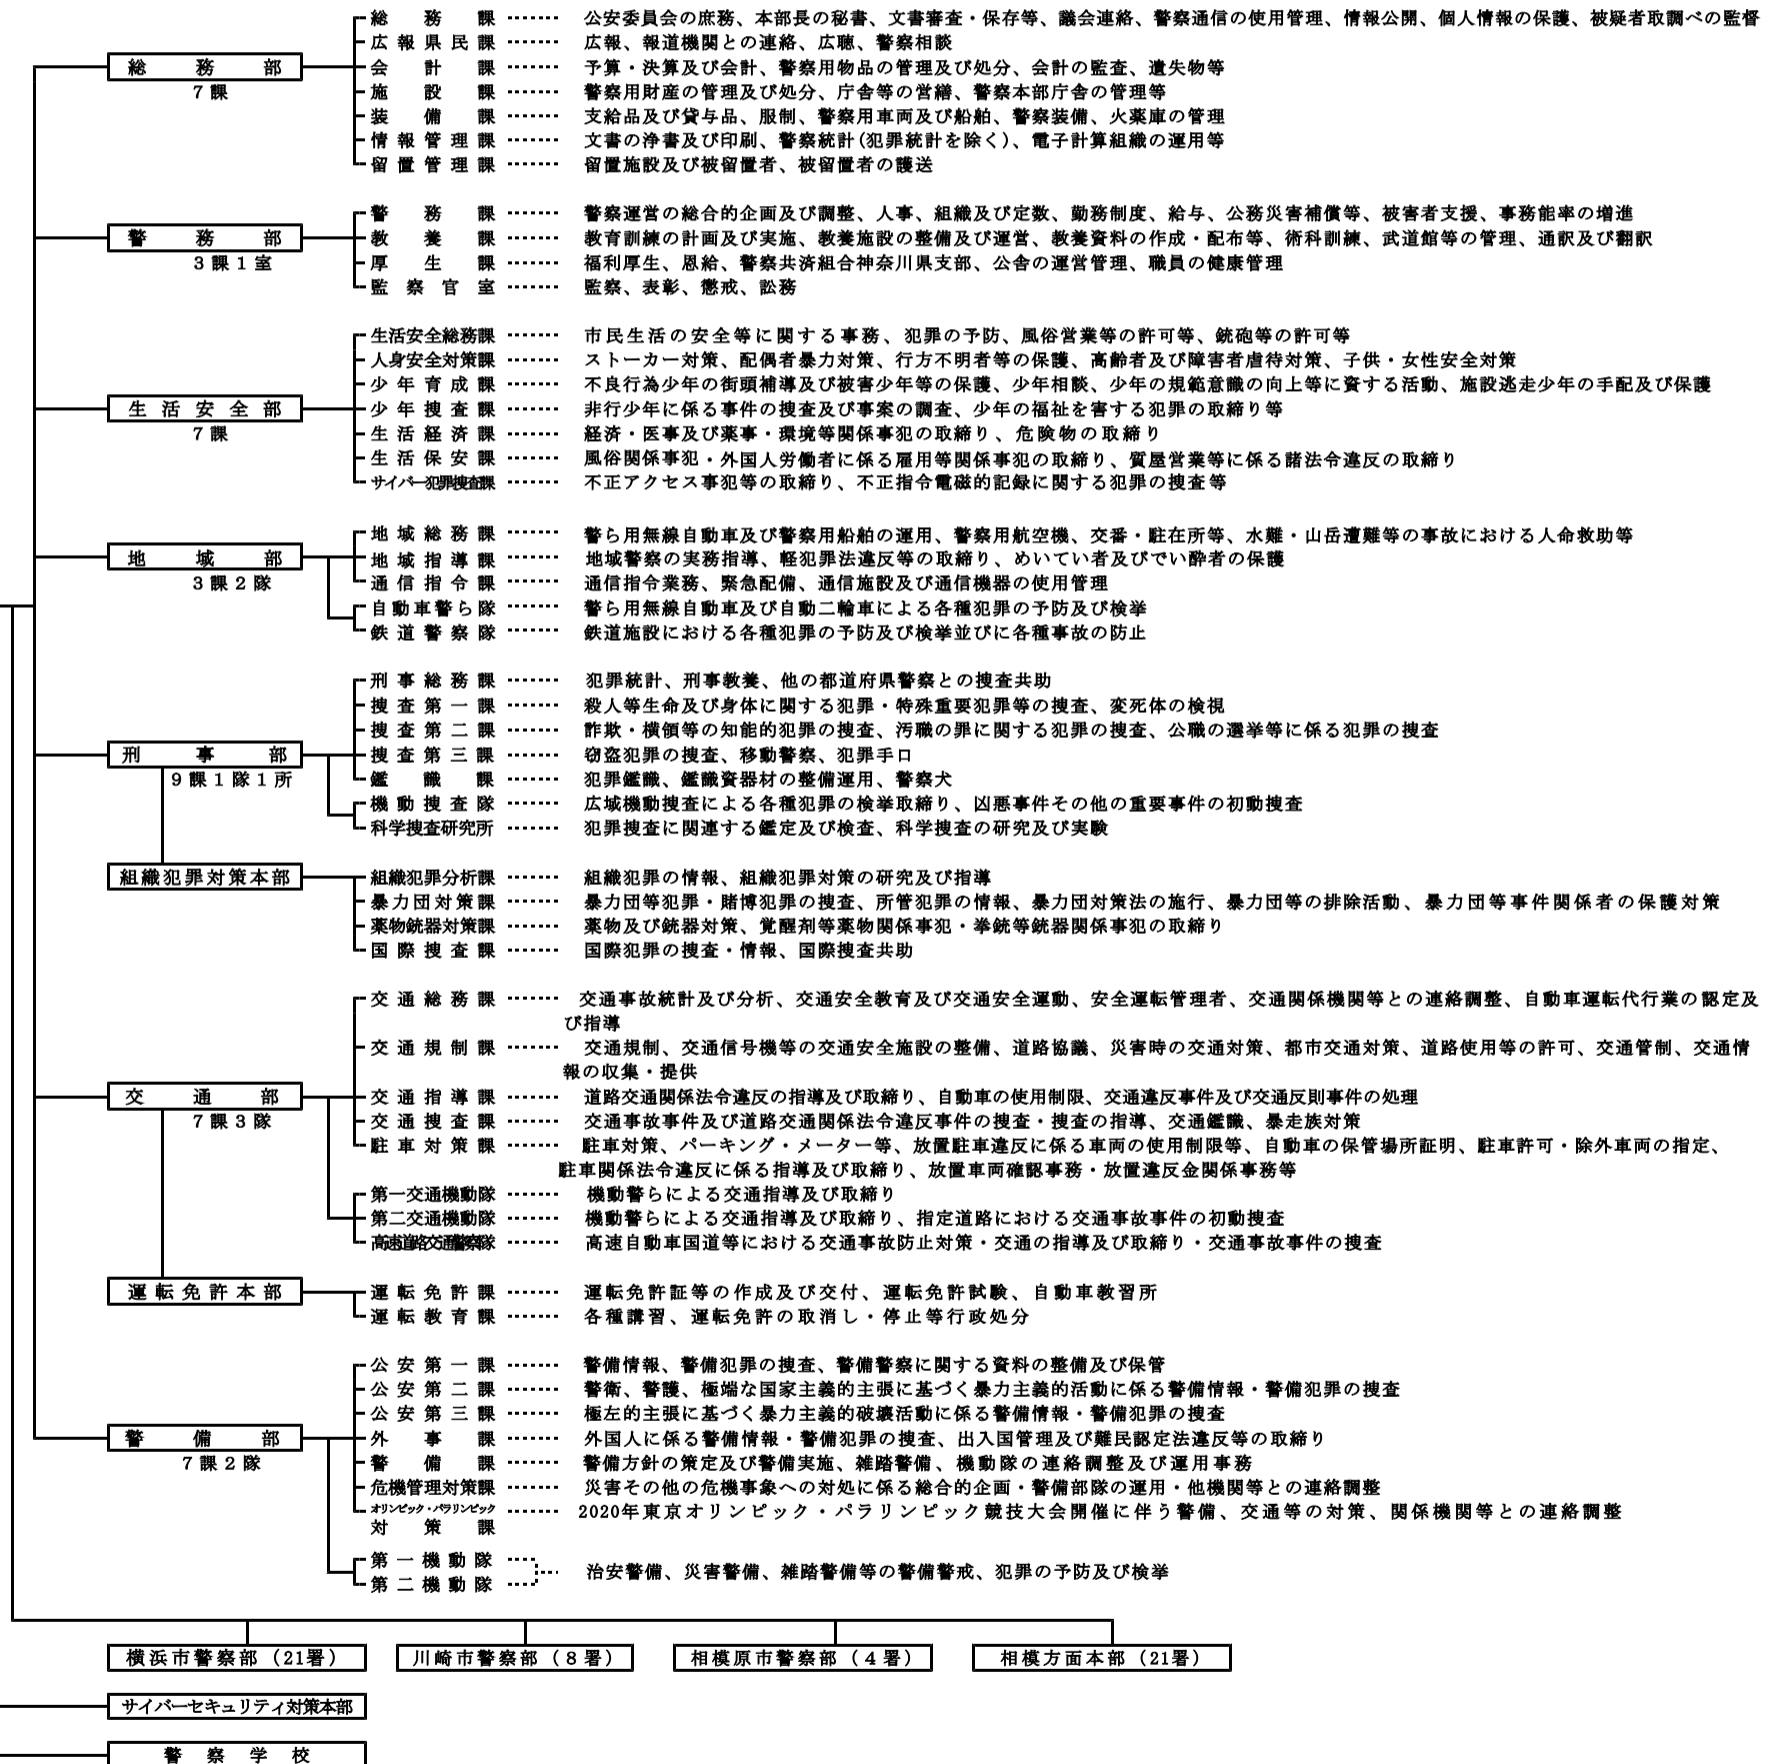 総務課 ……… 公安委員会の庶務、本部長の秘書、文書審査・保存等、議会連絡、警察通信の使用管理、情報公開、個人情報の保護、被疑者取調べの監督
広報県民課 ……… 広報、報道機関との連絡、広聴、警察相談
総務部
会計課 ……… 予算・決算及び会計、警察用物品の管理及び処分、会計の監査、遺失物等
7課
施設課 ……… 警察用財産の管理及び処分、庁舎等の営繕、警察本部庁舎の管理等
装備課 ……… 支給品及び貸与品、服制、警察用車両及び船舶、警察装備、火薬庫の管理
情報管理課 ……… 文書の浄書及び印刷、警察統計(犯罪統計を除く)、電子計算組織の運用等
留置管理課 ……… 留置施設及び被留置者、被留置者の護送
警務課 ……… 警察運営の総合的企画及び調整、人事、組織及び定数、勤務制度、給与、公務災害補償等、被害者支援、事務能率の増進
警務部
教養課 ……… 教育訓練の計画及び実施、教養施設の整備及び運営、教養資料の作成・配布等、術科訓練、武道館等の管理、通訳及び翻訳
3課1室
厚生課 ……… 福利厚生、恩給、警察共済組合神奈川県支部、公舎の運営管理、職員の健康管理
監察官室 ……… 監察、表彰、懲戒、訟務
生活安全総務課 ……… 市民生活の安全等に関する事務、犯罪の予防、風俗営業等の許可等、銃砲等の許可等
人身安全対策課 ……… ストーカー対策、配偶者暴力対策、行方不明者等の保護、高齢者及び障害者虐待対策、子供・女性安全対策
少年育成課 ……… 不良行為少年の街頭補導及び被害少年等の保護、少年相談、少年の規範意識の向上等に資する活動、施設逃走少年の手配及び保護
生活安全部
少年捜査課 ……… 非行少年に係る事件の捜査及び事案の調査、少年の福祉を害する犯罪の取締り等
7課
生活経済課 ……… 経済・医事及び薬事・環境等関係事犯の取締り、危険物の取締り
生活保安課 ……… 風俗関係事犯・外国人労働者に係る雇用等関係事犯の取締り、質屋営業等に係る諸法令違反の取締り
サイバー犯罪捜査課 ……… 不正アクセス事犯等の取締り、不正指令電磁的記録に関する犯罪の捜査等
地域総務課 ……… 警ら用無線自動車及び警察用船舶の運用、警察用航空機、交番・駐在所等、水難・山岳遭難等の事故における人命救助等
地域部
地域指導課 ……… 地域警察の実務指導、軽犯罪法違反等の取締り、めいてい者及びでい酔者の保護
3課2隊
通信指令課 ……… 通信指令業務、緊急配備、通信施設及び通信機器の使用管理
自動車警ら隊 ……… 警ら用無線自動車及び自動二輪車による各種犯罪の予防及び検挙
鉄道警察隊 ……… 鉄道施設における各種犯罪の予防及び検挙並びに各種事故の防止
刑事総務課 ……… 犯罪統計、刑事教養、他の都道府県警察との捜査共助
捜査第一課 ……… 殺人等生命及び身体に関する犯罪・特殊重要犯罪等の捜査、変死体の検視
捜査第二課 ……… 詐欺・横領等の知能的犯罪の捜査、汚職の罪に関する犯罪の捜査、公職の選挙等に係る犯罪の捜査
刑事部
捜査第三課 ……… 窃盗犯罪の捜査、移動警察、犯罪手口
9課1隊1所
鑑識課 ……… 犯罪鑑識、鑑識資器材の整備運用、警察犬
機動捜査隊 ……… 広域機動捜査による各種犯罪の検挙取締り、凶悪事件その他の重要事件の初動捜査
科学捜査研究所 ……… 犯罪捜査に関連する鑑定及び検査、科学捜査の研究及び実験
組織犯罪対策本部
組織犯罪分析課 ……… 組織犯罪の情報、組織犯罪対策の研究及び指導
暴力団対策課 ……… 暴力団等犯罪・賭博犯罪の捜査、所管犯罪の情報、暴力団対策法の施行、暴力団等の排除活動、暴力団等事件関係者の保護対策
薬物銃器対策課 ……… 薬物及び銃器対策、覚醒剤等薬物関係事犯・拳銃等銃器関係事犯の取締り
国際捜査課 ……… 国際犯罪の捜査・情報、国際捜査共助
交通総務課 ……… 交通事故統計及び分析、交通安全教育及び交通安全運動、安全運転管理者、交通関係機関等との連絡調整、自動車運転代行業の認定及
び指導
交通規制課 ……… 交通規制、交通信号機等の交通安全施設の整備、道路協議、災害時の交通対策、都市交通対策、道路使用等の許可、交通管制、交通情
報の収集・提供
交通部
交通指導課 ……… 道路交通関係法令違反の指導及び取締り、自動車の使用制限、交通違反事件及び交通反則事件の処理
7課3隊
交通捜査課 ……… 交通事故事件及び道路交通関係法令違反事件の捜査・捜査の指導、交通鑑識、暴走族対策
駐車対策課 ……… 駐車対策、パーキング・メーター等、放置駐車違反に係る車両の使用制限等、自動車の保管場所証明、駐車許可・除外車両の指定、
駐車関係法令違反に係る指導及び取締り、放置車両確認事務・放置違反金関係事務等
第一交通機動隊 ……… 機動警らによる交通指導及び取締り
第二交通機動隊 ……… 機動警らによる交通指導及び取締り、指定道路における交通事故事件の初動捜査
高速道路交通警察隊 ……… 高速自動車国道等における交通事故防止対策・交通の指導及び取締り・交通事故事件の捜査
運転免許本部
運転免許課 ……… 運転免許証等の作成及び交付、運転免許試験、自動車教習所
運転教育課 ……… 各種講習、運転免許の取消し・停止等行政処分
公安第一課 ……… 警備情報、警備犯罪の捜査、警備警察に関する資料の整備及び保管
公安第二課 ……… 警衛、警護、極端な国家主義的主張に基づく暴力主義的活動に係る警備情報・警備犯罪の捜査
公安第三課 ……… 極左的主張に基づく暴力主義的破壊活動に係る警備情報・警備犯罪の捜査
警備部
外事課 ……… 外国人に係る警備情報・警備犯罪の捜査、出入国管理及び難民認定法違反等の取締り
7課2隊
警備課 ……… 警備方針の策定及び警備実施、雑踏警備、機動隊の連絡調整及び運用事務
危機管理対策課 ……… 災害その他の危機事象への対処に係る総合的企画・警備部隊の運用・他機関等との連絡調整
オリンピック・パラリンピック ……… 2020年東京オリンピック・パラリンピック競技大会開催に伴う警備、交通等の対策、関係機関等との連絡調整
対策課
第一機動隊
治安警備、災害警備、雑踏警備等の警備警戒、犯罪の予防及び検挙
第二機動隊
横浜市警察部(21署) 川崎市警察部(8署) 相模原市警察部(4署) 相模方面本部(21署)
サイバーセキュリティ対策本部
警察学校